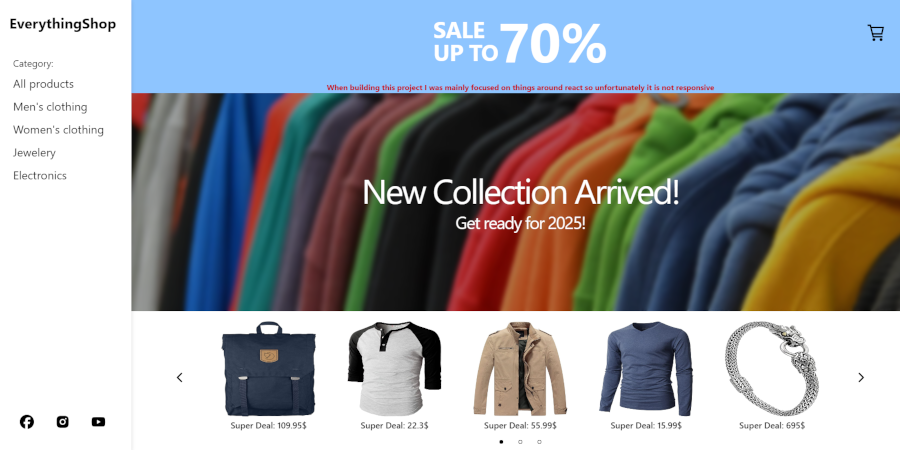 EverythingShop
Category:
All products
Men's clothing
Women's clothing
Jewelery
Electronics
SALE
UP TO 70%
When building this project I was mainly focused on things around react so unfortunately it is not responsive
New Collection Arrived!
Get ready for 2025!
Super Deal: 109.95$
Super Deal: 22.3$
Super Deal: 55.99$
Super Deal: 15.99$
Super Deal: 695$